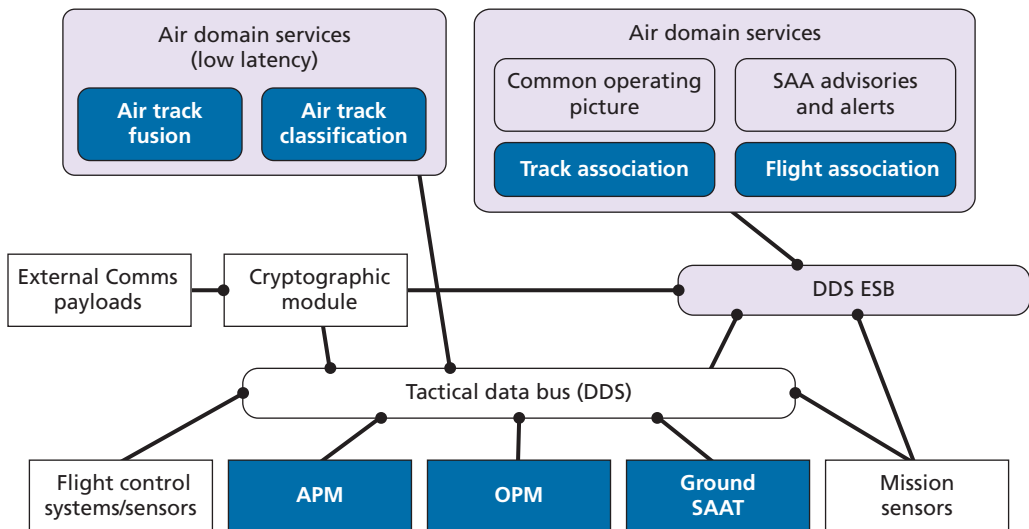 Air domain services
(low latency)
Air track
fusion
Air track
classification
Air domain services
Common operating
picture
SAA advisories
and alerts
Track association
Flight association
External Comms
payloads
Cryptographic
module
DDS ESB
Tactical data bus (DDS)
Flight control
systems/sensors
APM
OPM
Ground
SAAT
Mission
sensors